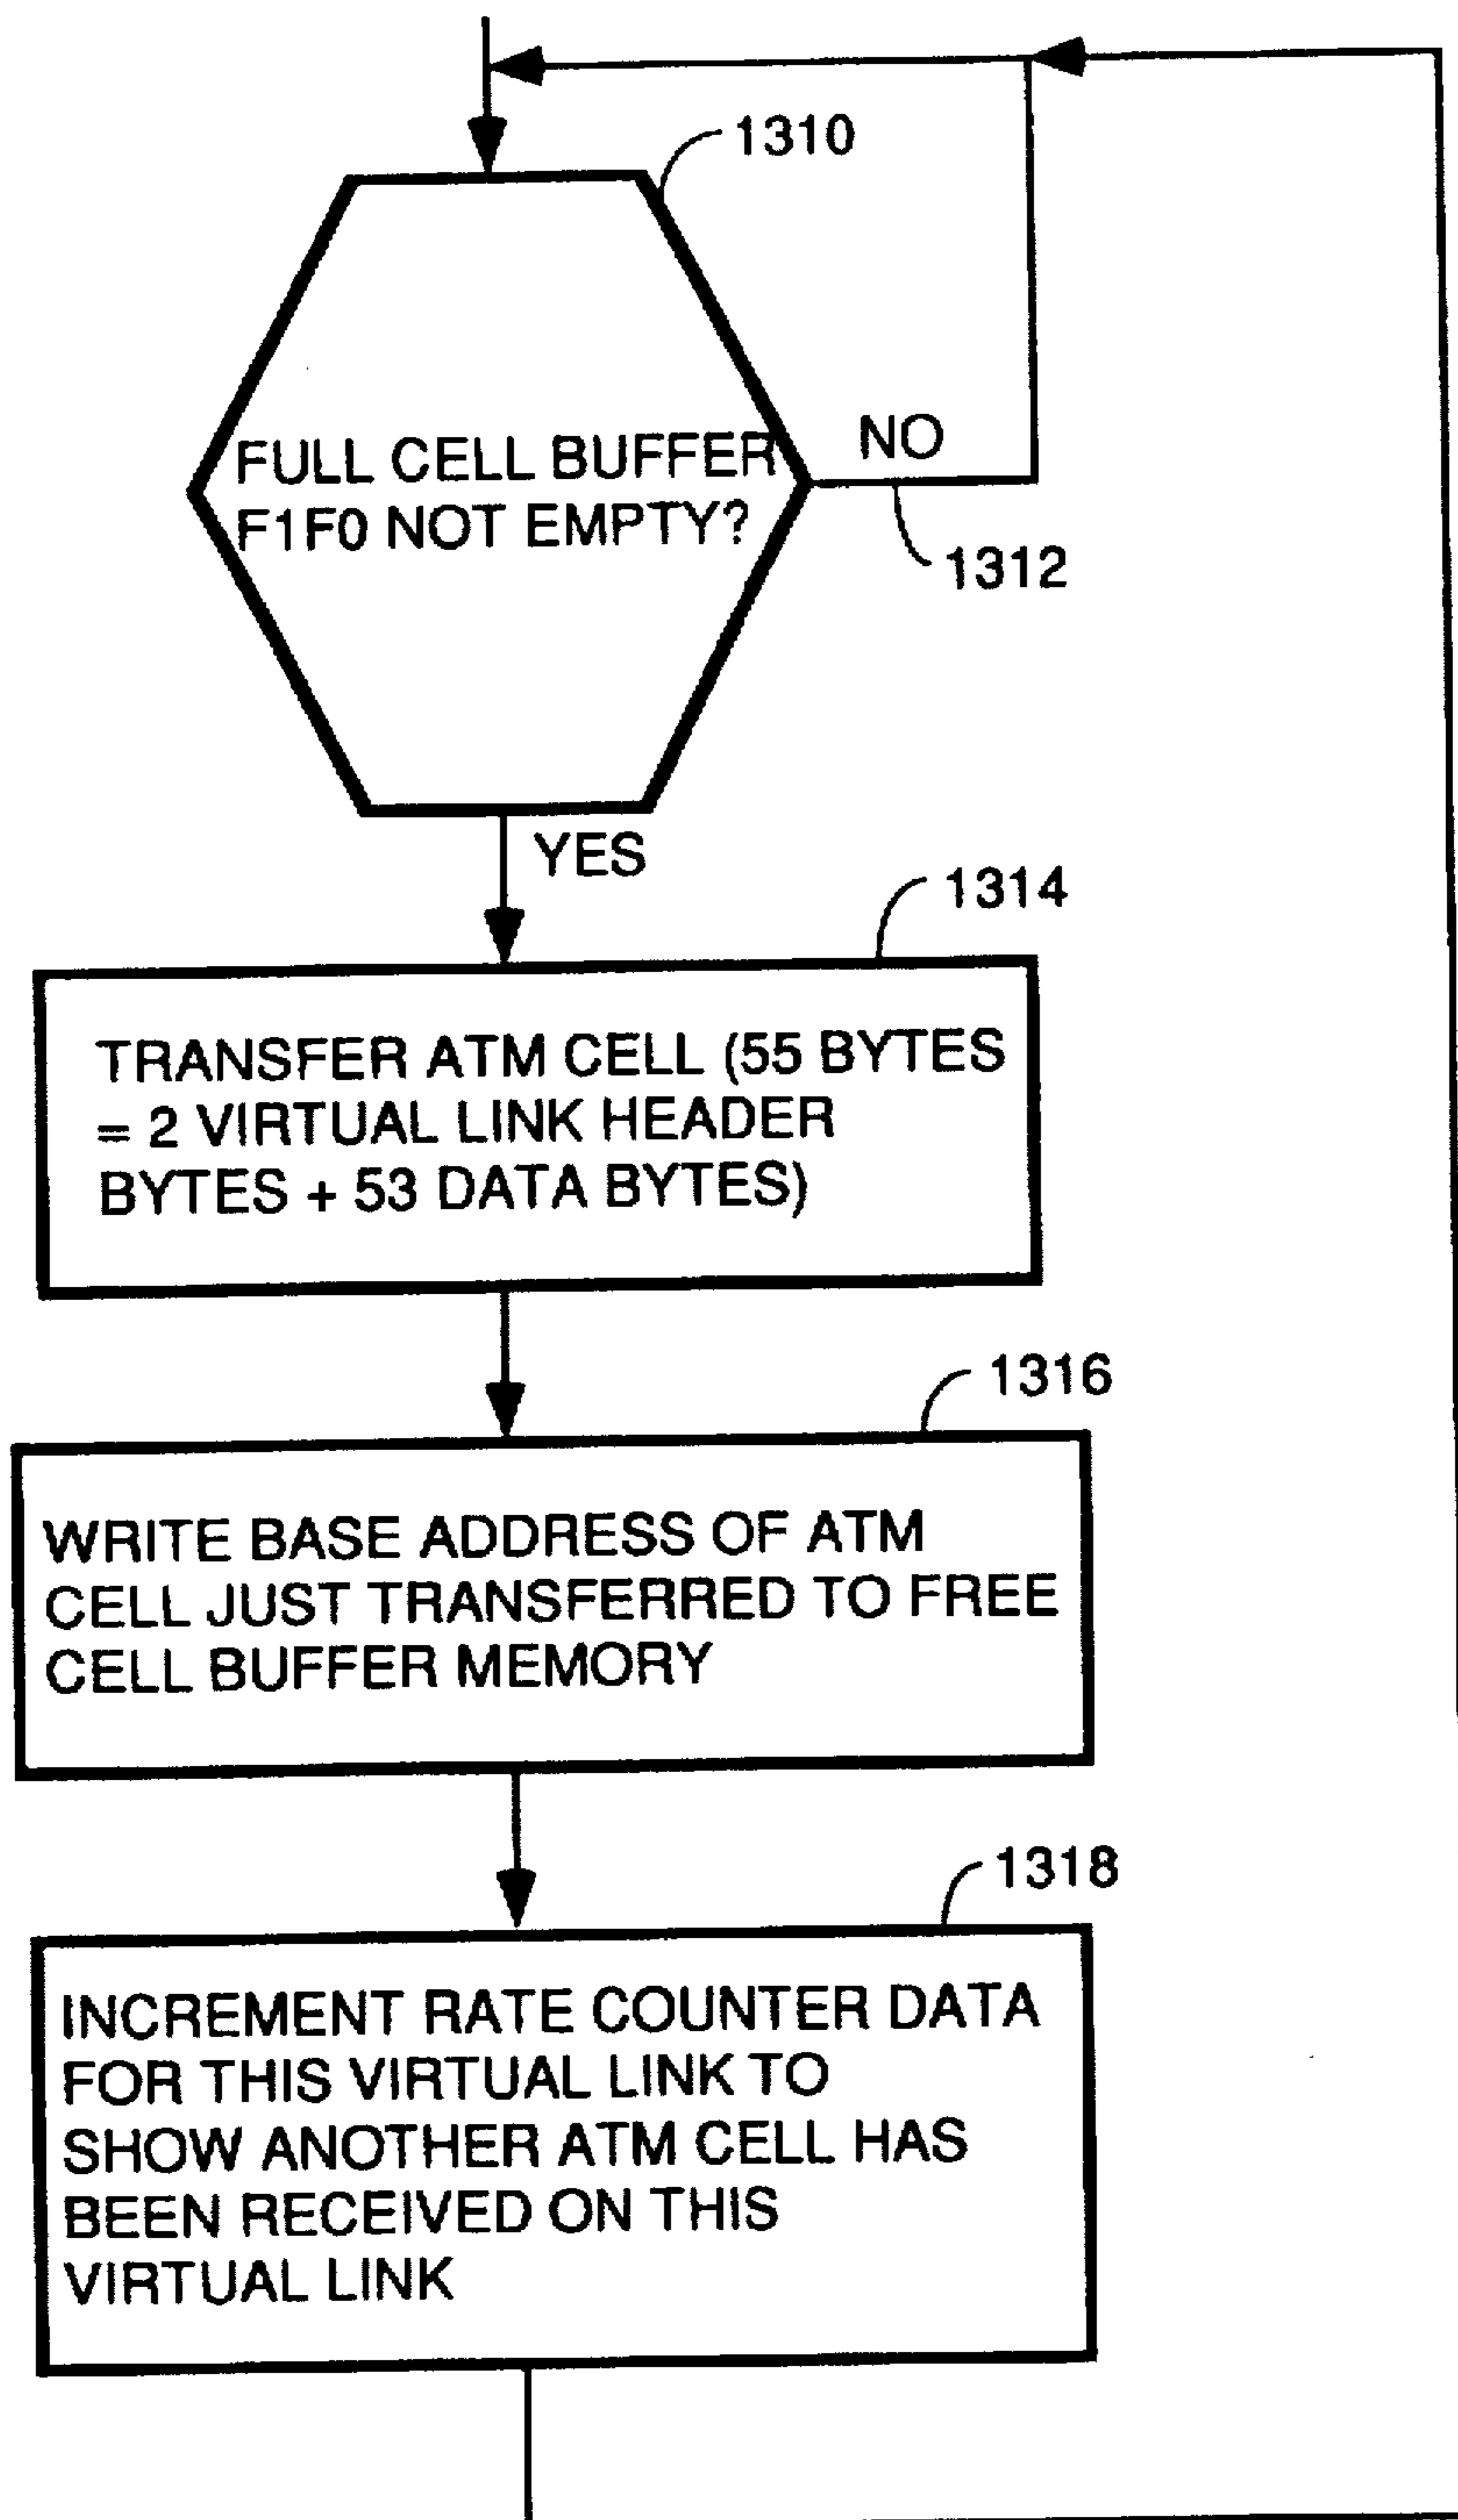 1310
FULL CELL BUFFER
F1F0 NOT EMPTY?
NO
1312
YES
1314
TRANSFER ATM CELL (55 BYTES
= 2 VIRTUAL LINK HEADER
BYTES + 53 DATA BYTES)
1316
WRITE BASE ADDRESS OF ATM
CELL JUST TRANSFERRED TO FREE
CELL BUFFER MEMORY
1318
INCREMENT RATE COUNTER DATA
FOR THIS VIRTUAL LINK TO
SHOW ANOTHER ATM CELL HAS
BEEN RECEIVED ON THIS
VIRTUAL LINK